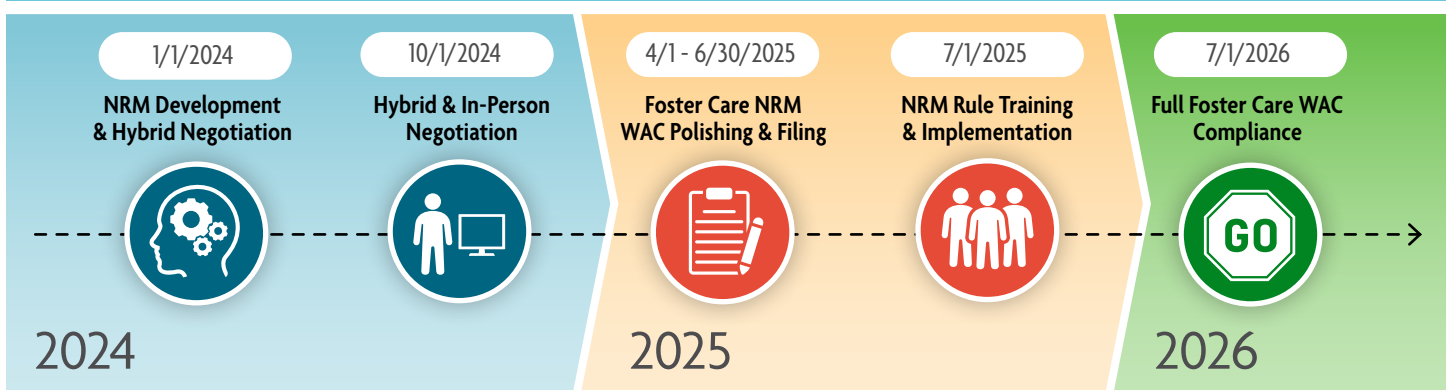 1/1/2024
NRM Development
& Hybrid Negotiation
10/1/2024
Hybrid & In-Person
Negotiation
4/1 - 6/30/2025
Foster Care NRM
WAC Polishing & Filing
7/1/2025
NRM Rule Training
& Implementation
7/1/2026
Full Foster Care WAC
Compliance
GO
2024
2025
2026